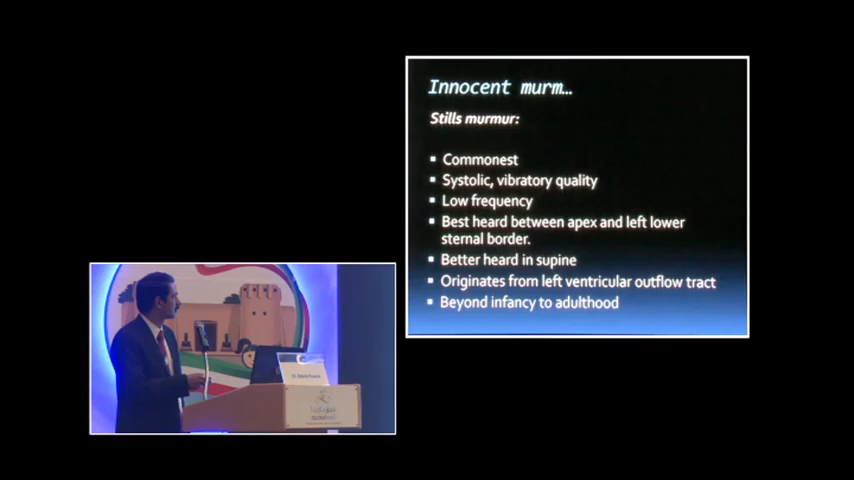 Innocent murm…
Stills murmur:
Commonest
Systolic, vibratory quality
Low frequency
Best heard between apex and left lower
sternal border.
Better heard in supine
Originates from left ventricular outflow tract
Beyond infancy to adulthood
Dr.